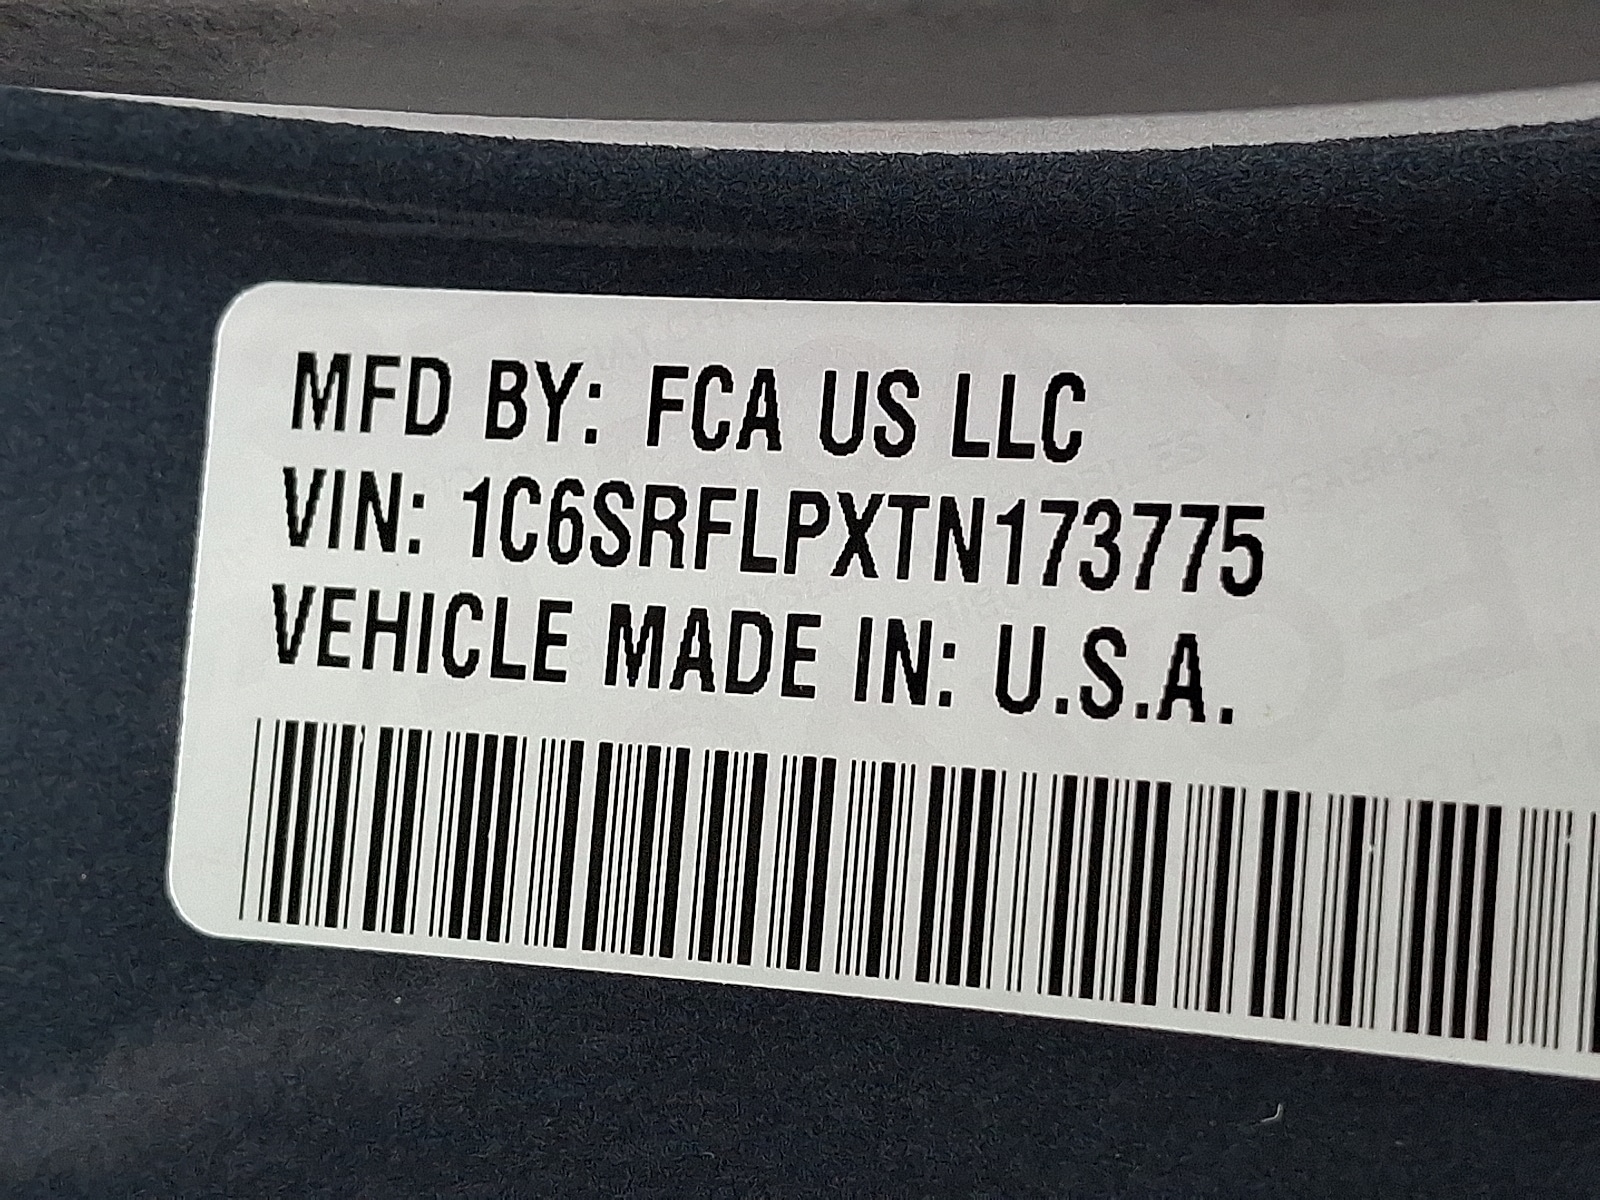 MFD BY: FCA US LLC
VIN: 1C6SRFLPXTN173775
VEHICLE MADE IN: U.S.A.